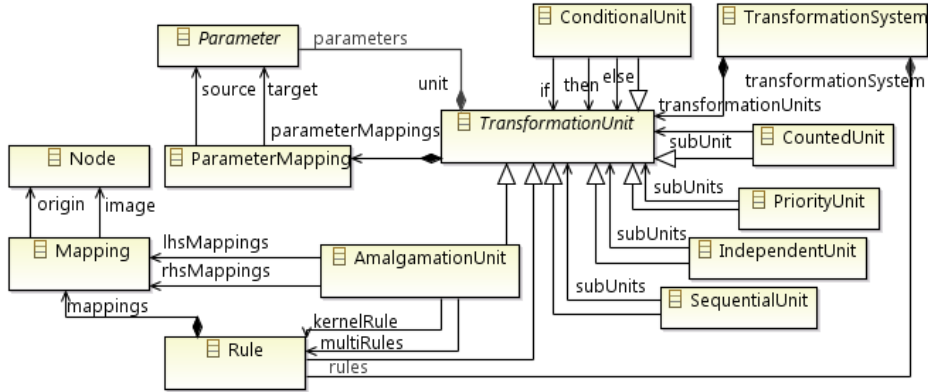 ConditionalUnit
TransformationSystem
Parameter
parameters
source
target
unit
if
then
else
transformationSystem
transformationUnits
TransformationUnit
parameterMappings
subUnit
CountedUnit
Node
ParameterMapping
subUnits
PriorityUnit
origin
image
Mapping
lhsMappings
rhsMappings
AmalgamationUnit
subUnits
IndependentUnit
subUnits
SequentialUnit
mappings
kernelRule
multiRules
Rule
rules